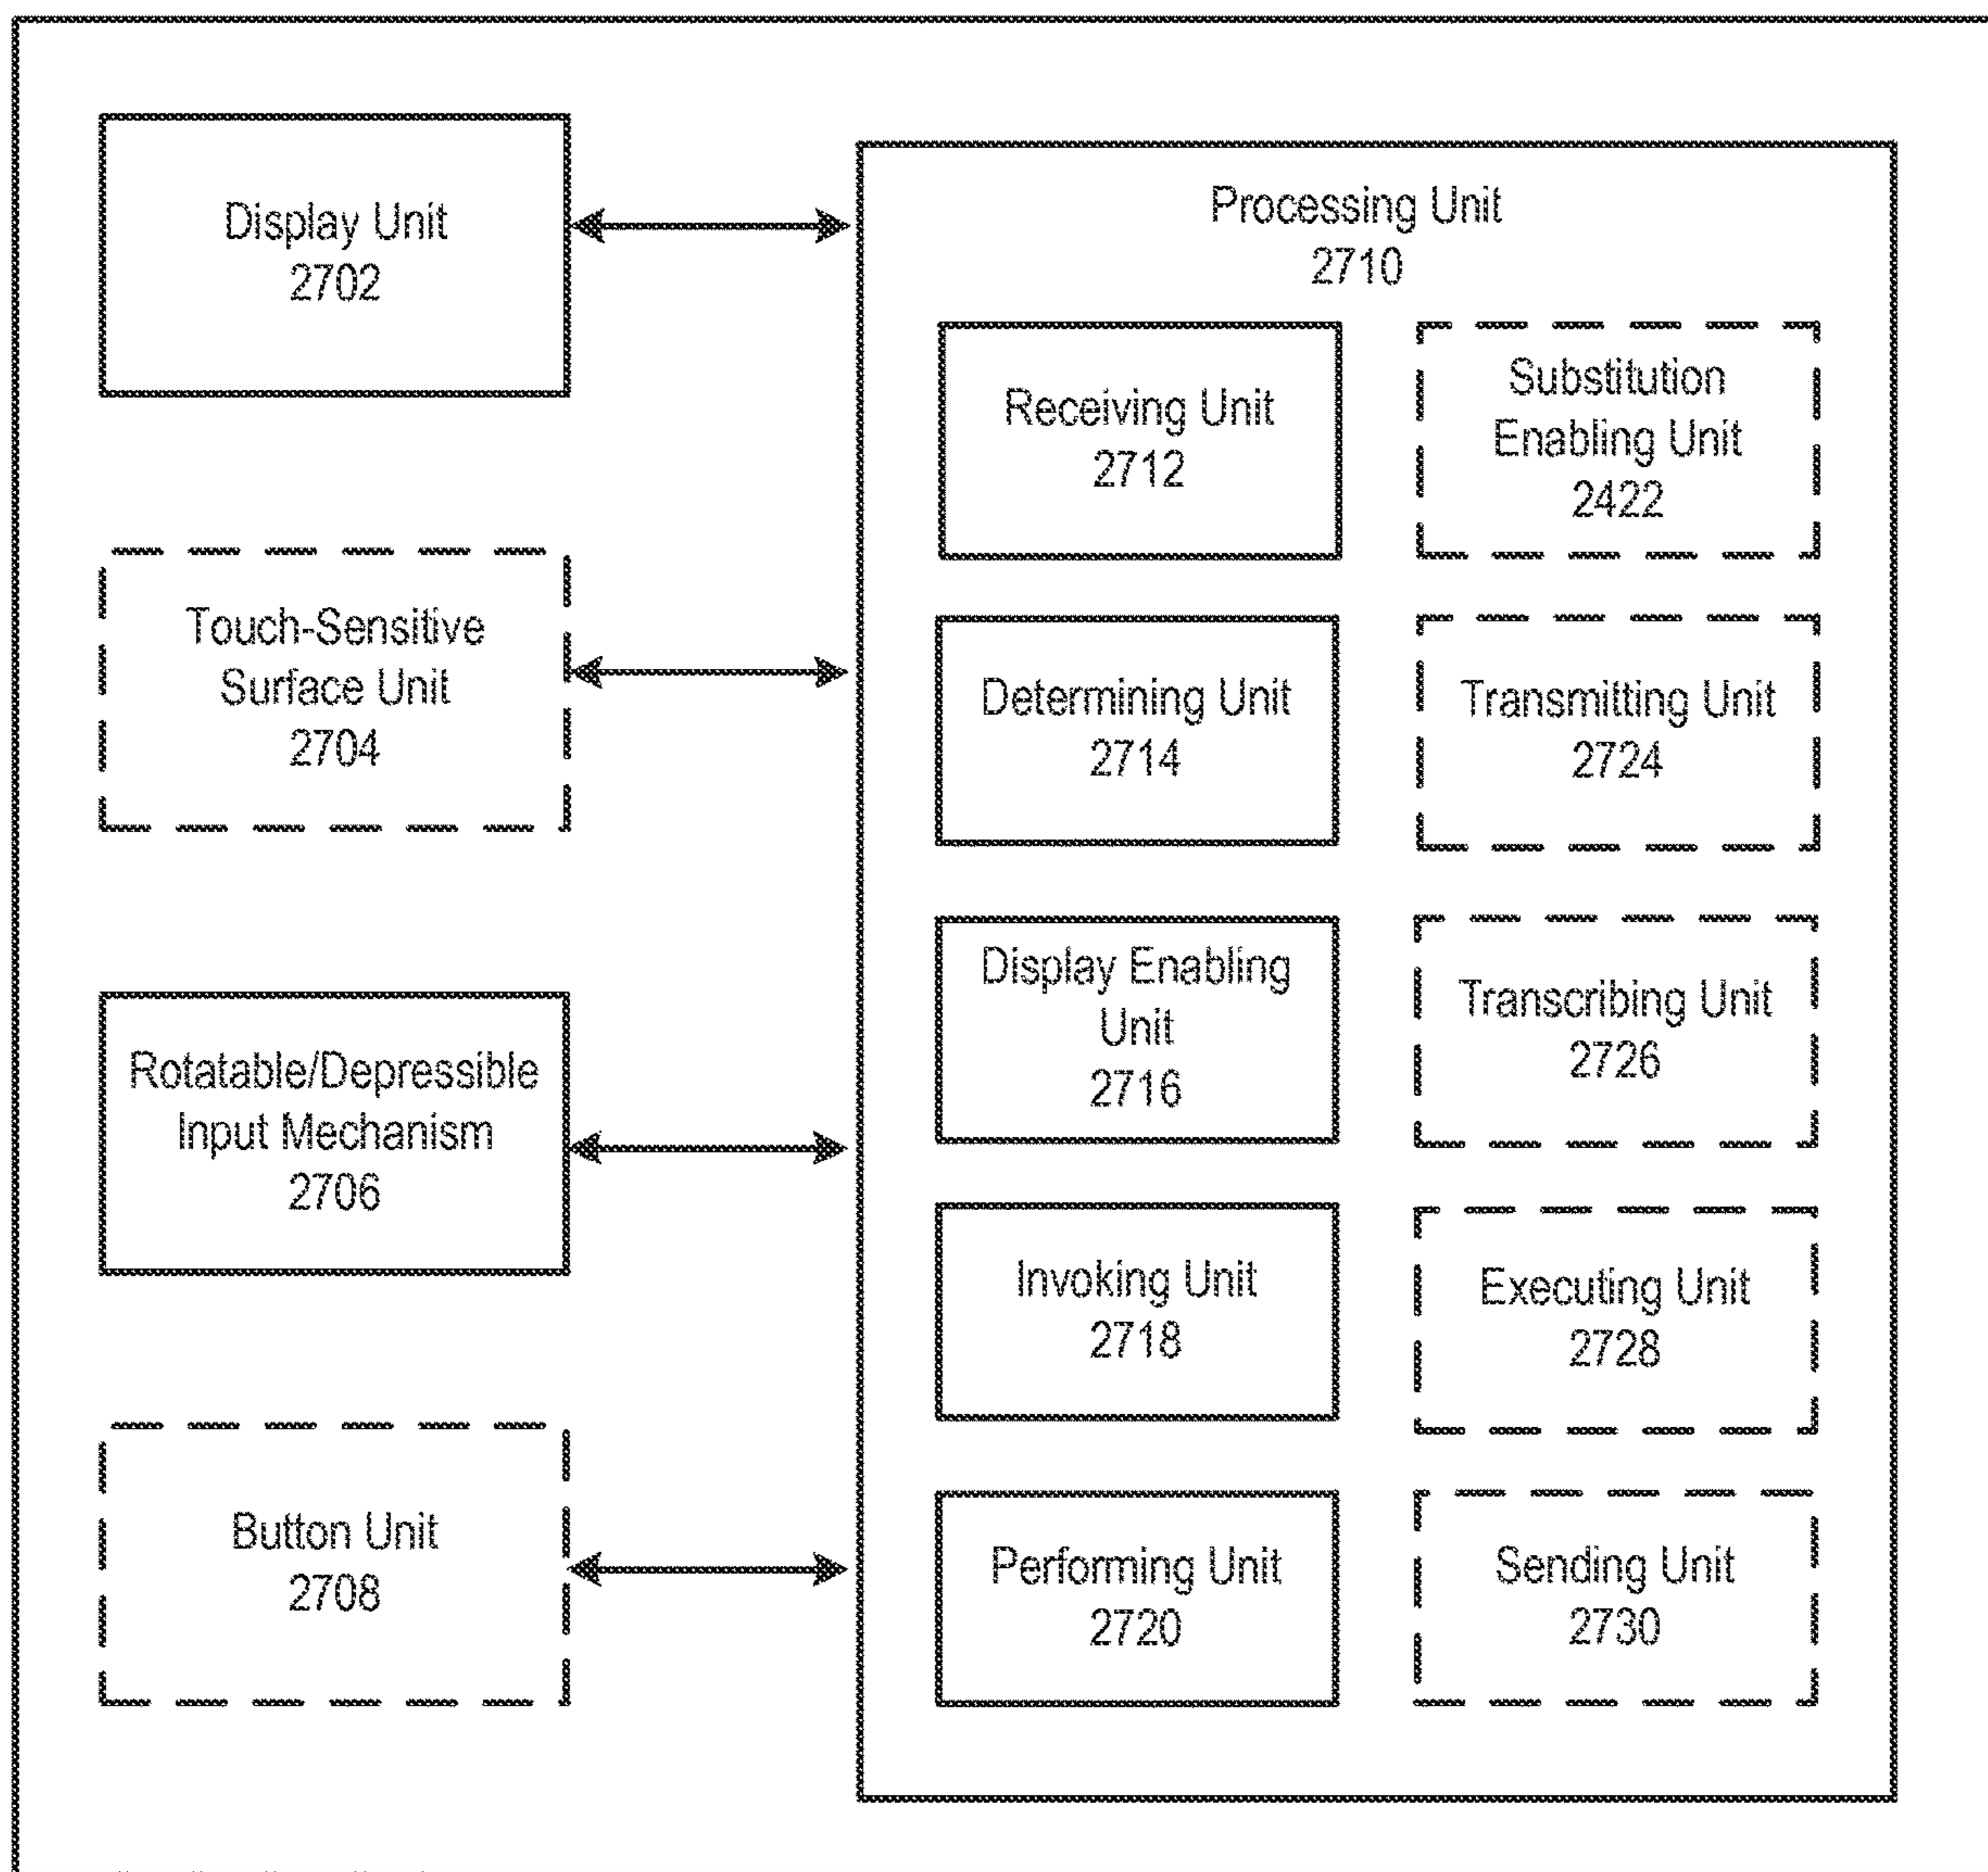 Display Unit
2702
Touch-Sensitive
Surface Unit
2704
Rotatable/Depressible
Input Mechanism
2706
Button Unit
2708
Processing Unit
2710
Receiving Unit
2712
Substitution
Enabling Unit
2422
Determining Unit
2714
Transmitting Unit
2724
Display Enabling
Unit
2716
Transcribing Unit
2726
Invoking Unit
2718
Executing Unit
2728
Performing Unit
2720
Sending Unit
2730